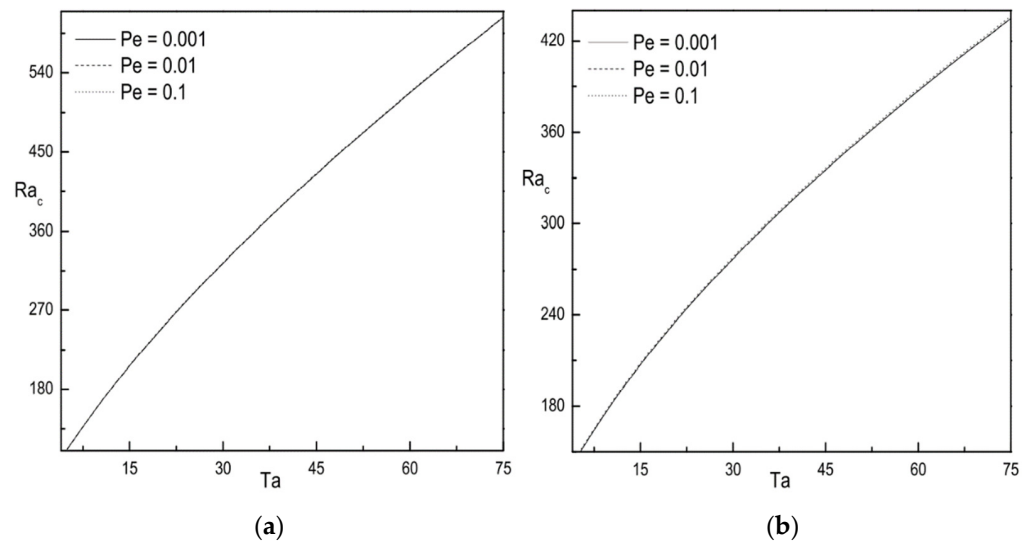 Pe = 0.001
Pe = 0.01
Pe = 0.1
540
450
Ra_c
360
270
180
15 30 45 60 75
Ta
(a)
Pe = 0.001
Pe = 0.01
Pe = 0.1
420
360
Ra_c
300
240
180
15 30 45 60 75
Ta
(b)